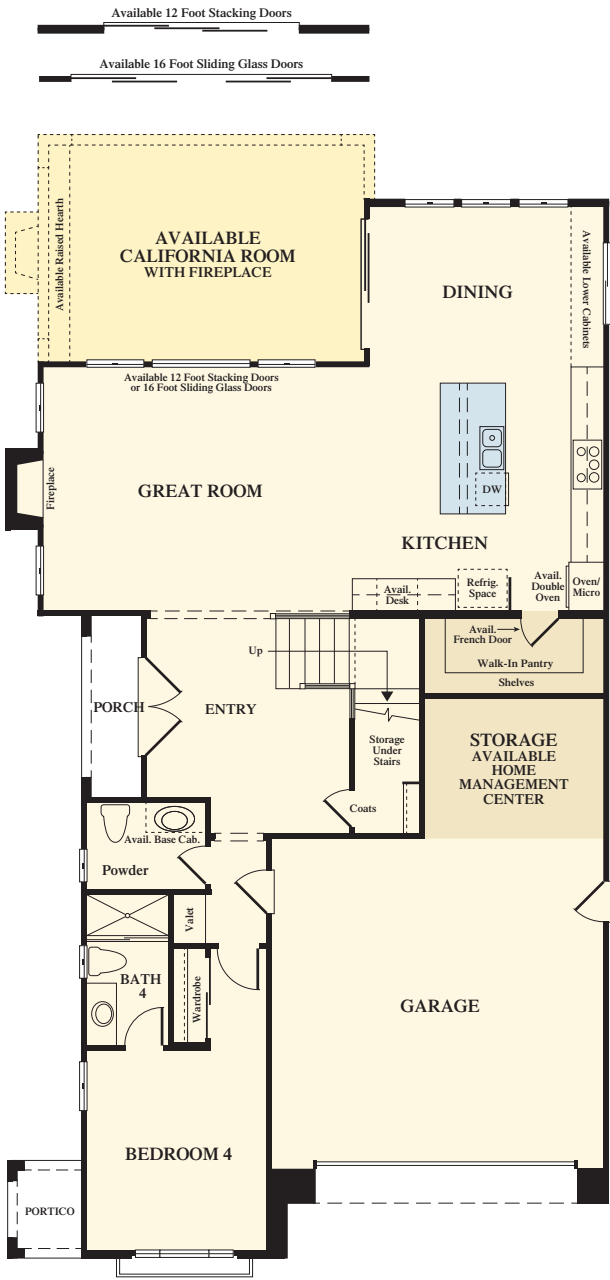 Available 12 Foot Stacking Doors
Available 16 Foot Sliding Glass Doors
Available Raised Hearth
AVAILABLE
CALIFORNIA ROOM
WITH FIREPLACE
DINING
Available Lower Cabinets
Available 12 Foot Stacking Doors
or 16 Foot Sliding Glass Doors
Fireplace
GREAT ROOM
DW
KITCHEN
Avail.
Desk
Refrig.
Space
Avail.
Double
Oven
Oven/
Micro
Avail.
French Door
Walk-In Pantry
Shelves
Up
PORCH
ENTRY
Storage
Under
Stairs
STORAGE
AVAILABLE
HOME
MANAGEMENT
CENTER
Coats
Avail. Base Cab.
Powder
Valet
BATH
4
Wardrobe
GARAGE
BEDROOM 4
PORTICO